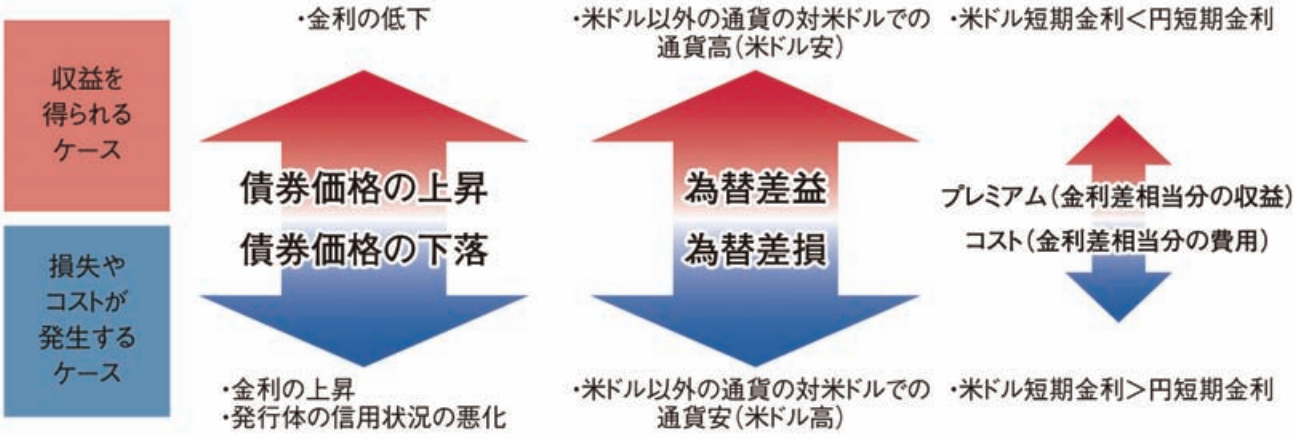 収益を
得られる
ケース
・金利の低下
債券価格の上昇
・米ドル以外の通貨の対米ドルでの
通貨高(米ドル安)
為替差益
・米ドル短期金利<円短期金利
プレミアム(金利差相当分の収益)
損失や
コストが
発生する
ケース
債券価格の下落
・金利の上昇
・発行体の信用状況の悪化
為替差損
・米ドル以外の通貨の対米ドルでの
通貨安(米ドル高)
コスト(金利差相当分の費用)
・米ドル短期金利>円短期金利